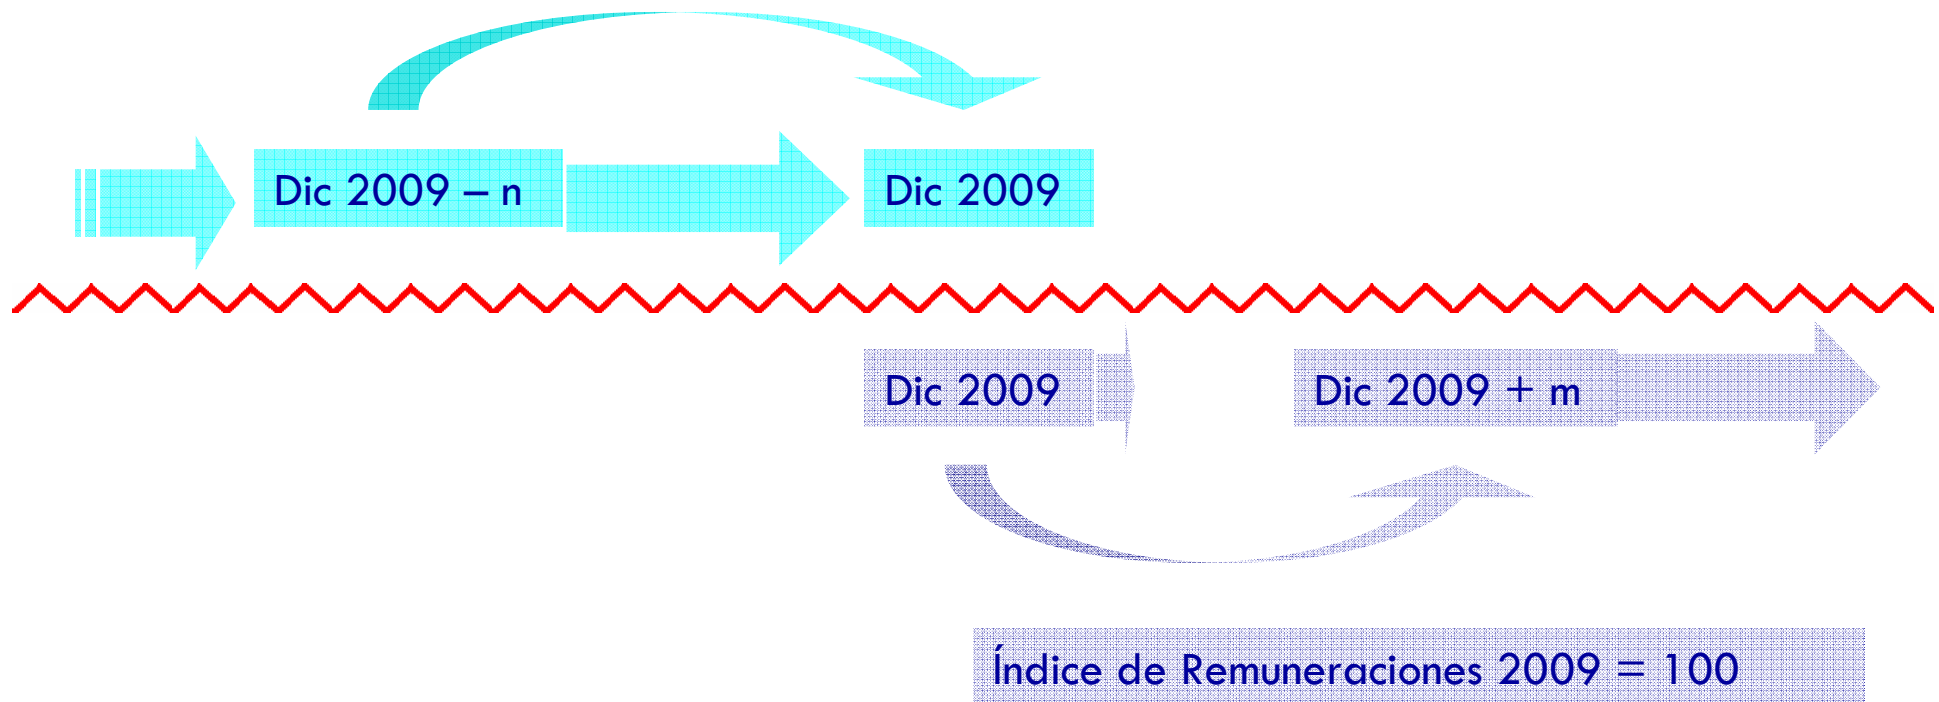 Dic 2009 – n
Dic 2009
Dic 2009
Dic 2009 + m
Índice de Remuneraciones 2009 = 100